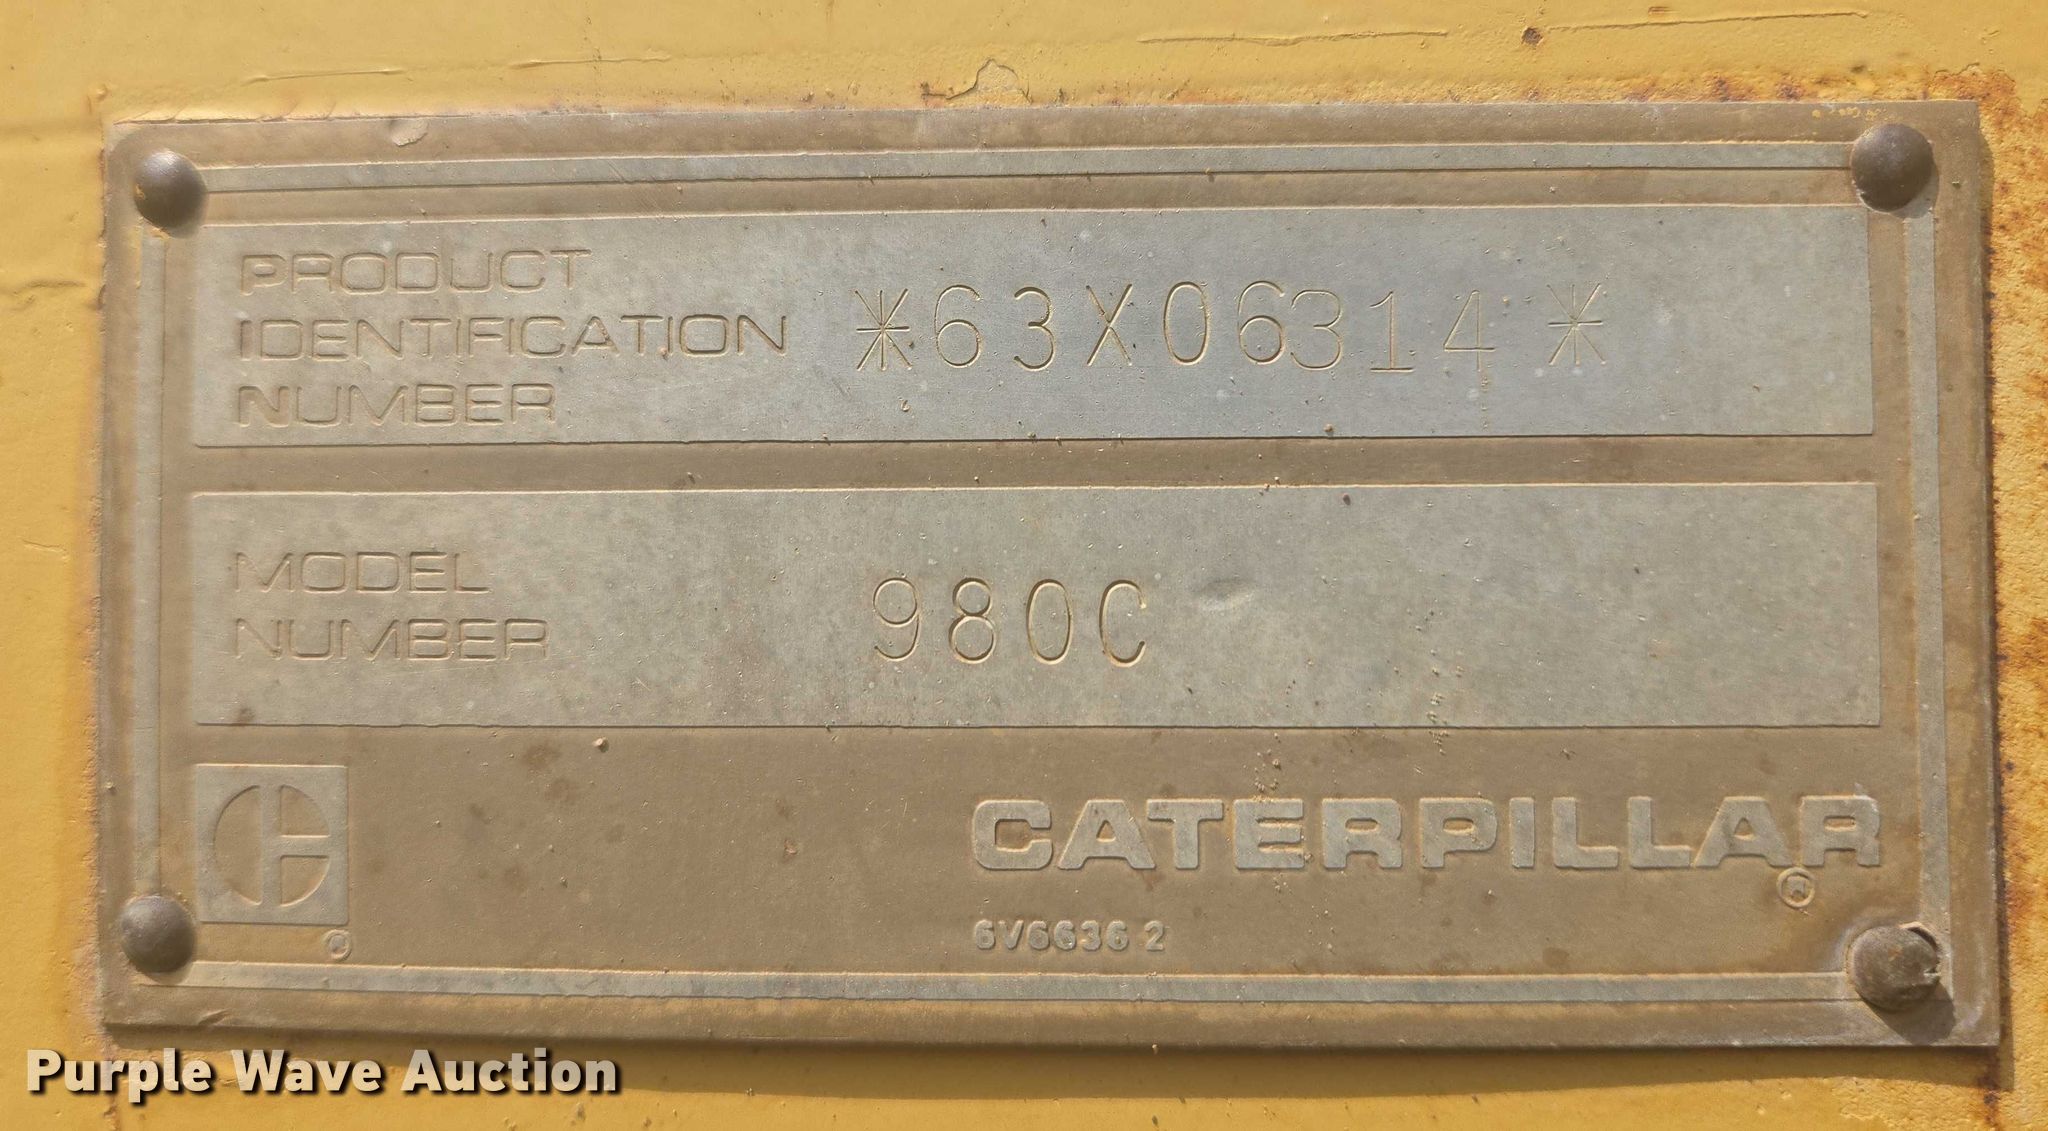 PRODUCT
IDENTIFICATION
NUMBER
*63X06314*
MODEL
NUMBER
980C
CATERPILLAR
®
®
6V6636 2
Purple Wave Auction